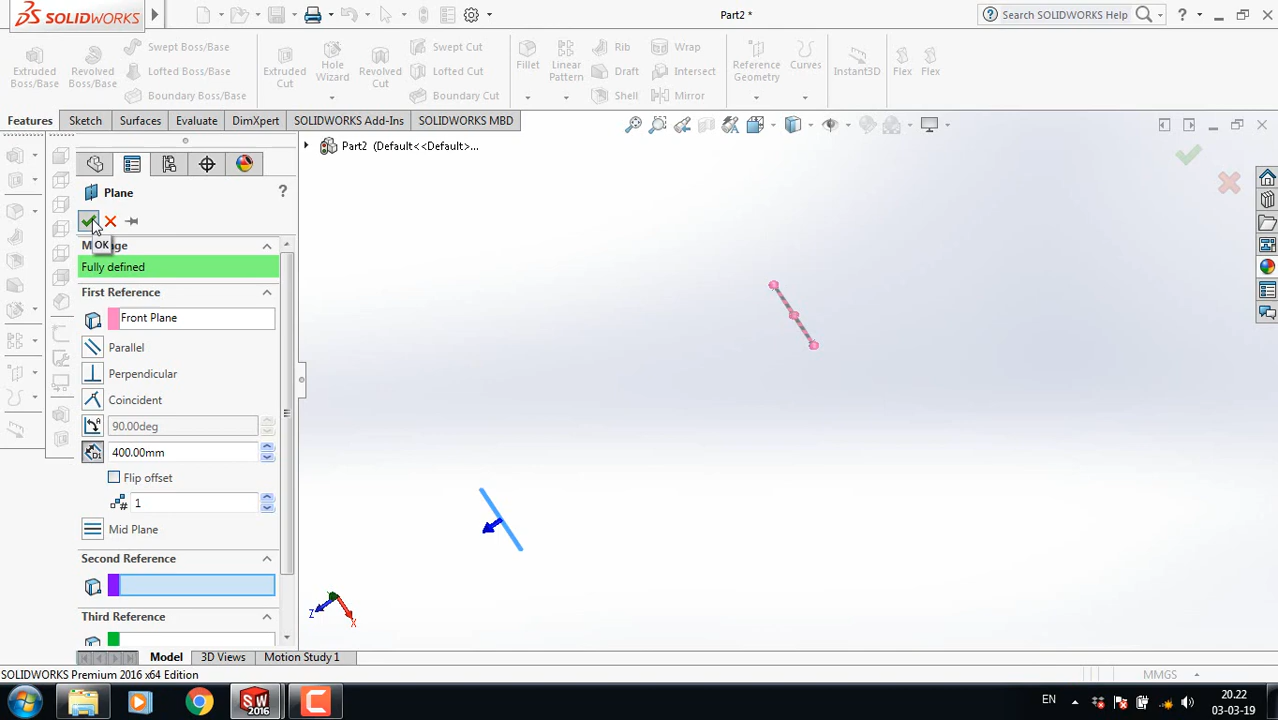 SOLIDWORKS
Part2 *
Search SOLIDWORKS Help
?
Extruded Boss/Base
Revolved Boss/Base
Swept Boss/Base
Lofted Boss/Base
Boundary Boss/Base
Extruded Cut
Hole Wizard
Revolved Cut
Swept Cut
Lofted Cut
Boundary Cut
Fillet
Linear Pattern
Rib
Draft
Shell
Wrap
Intersect
Mirror
Reference Geometry
Curves
Instant3D
Flex
Flex
Features
Sketch
Surfaces
Evaluate
DimXpert
SOLIDWORKS Add-Ins
SOLIDWORKS MBD
Part2 (Default<<Default>...
Plane
?
OK
Fully defined
First Reference
Front Plane
Parallel
Perpendicular
Coincident
90.00deg
400.00mm
Flip offset
1
Mid Plane
Second Reference
Third Reference
Z
X
Model
3D Views
Motion Study 1
SOLIDWORKS Premium 2016 x64 Edition
MMGS
SW
2016
EN
20.22
03-03-19